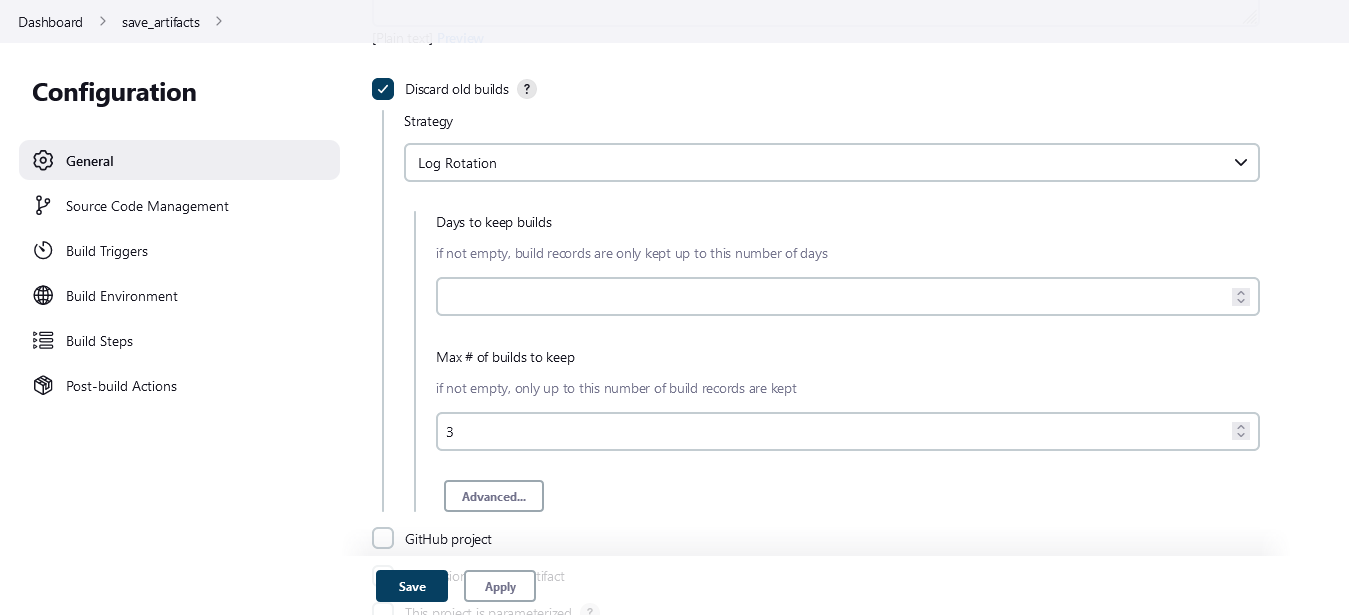 Dashboard > save_artifacts >
[Plain text] Preview
Configuration
General
Source Code Management
Build Triggers
Build Environment
Build Steps
Post-build Actions
Discard old builds ?
Strategy
Log Rotation
Days to keep builds
if not empty, build records are only kept up to this number of days
Max # of builds to keep
if not empty, only up to this number of build records are kept
3
Advanced...
GitHub project
Save
Apply
This project is parameterized ?